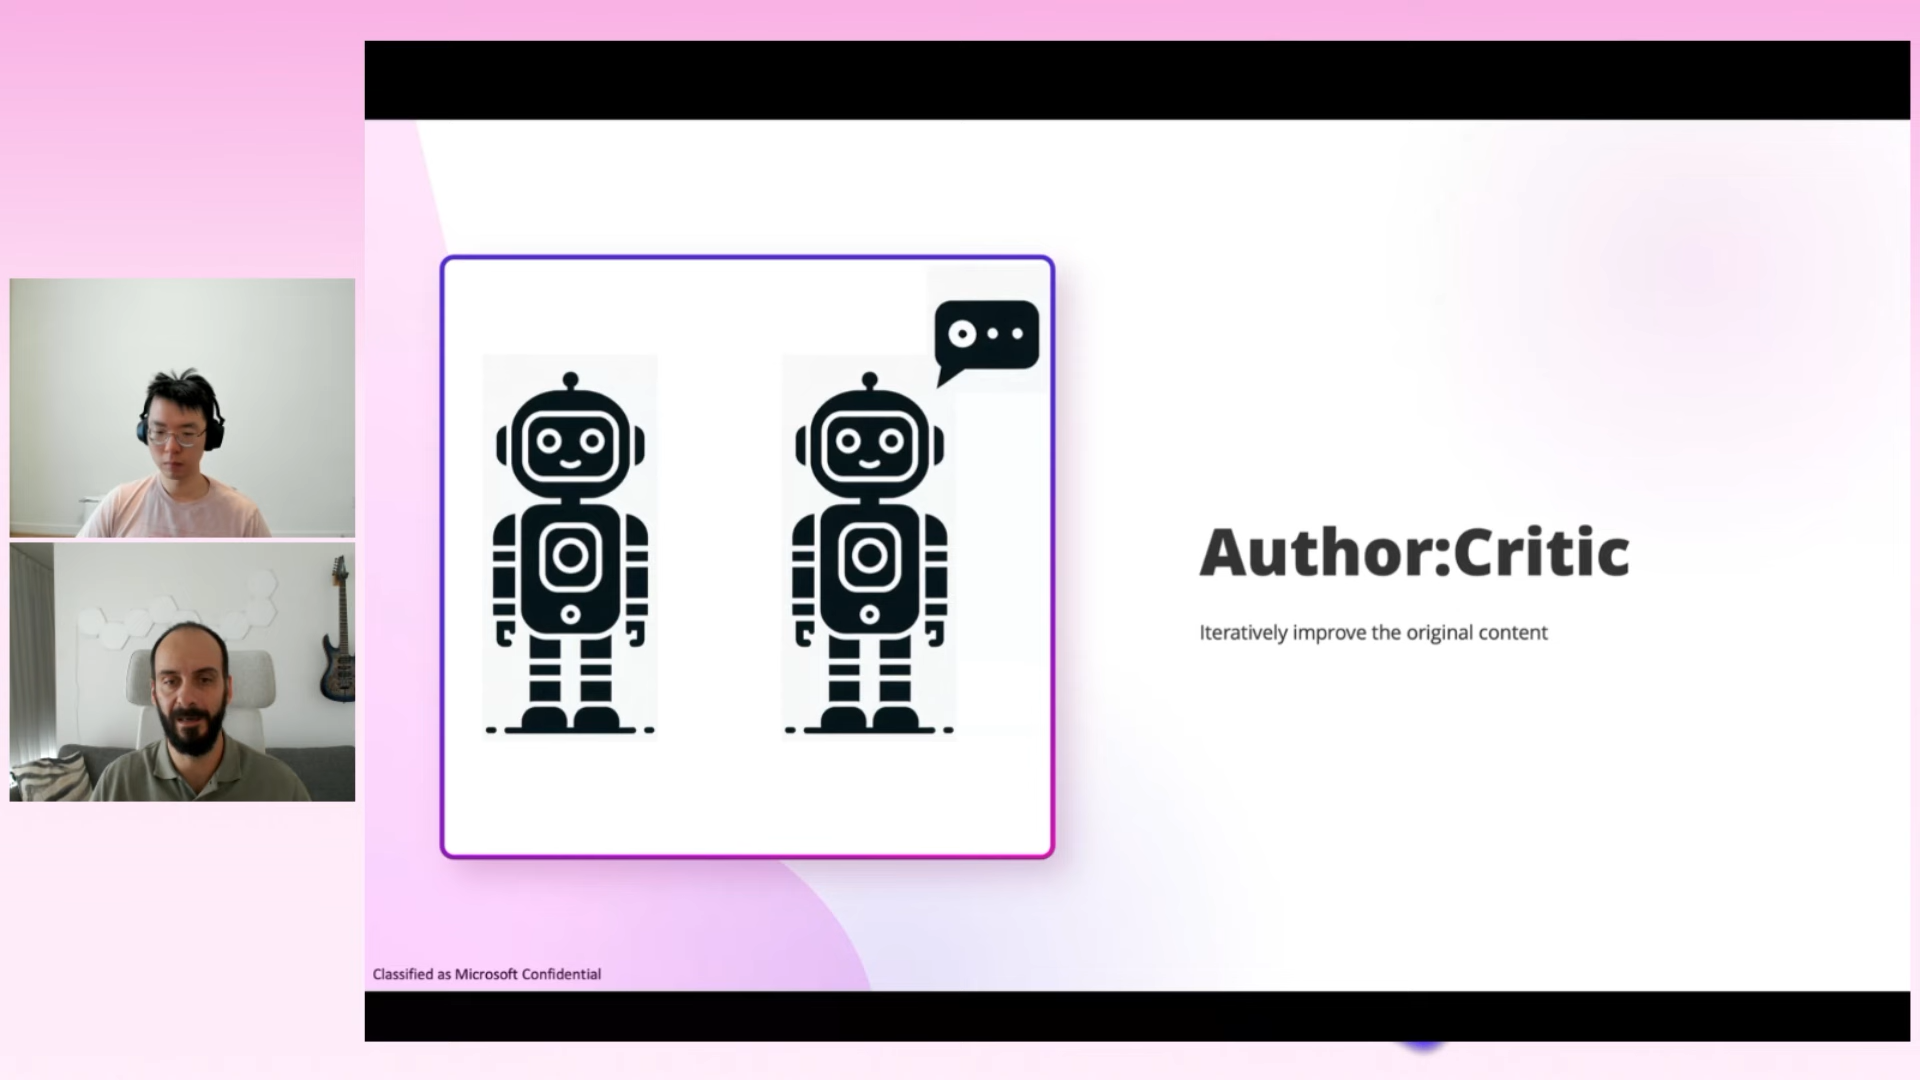 Author:Critic
Iteratively improve the original content
Classified as Microsoft Confidential